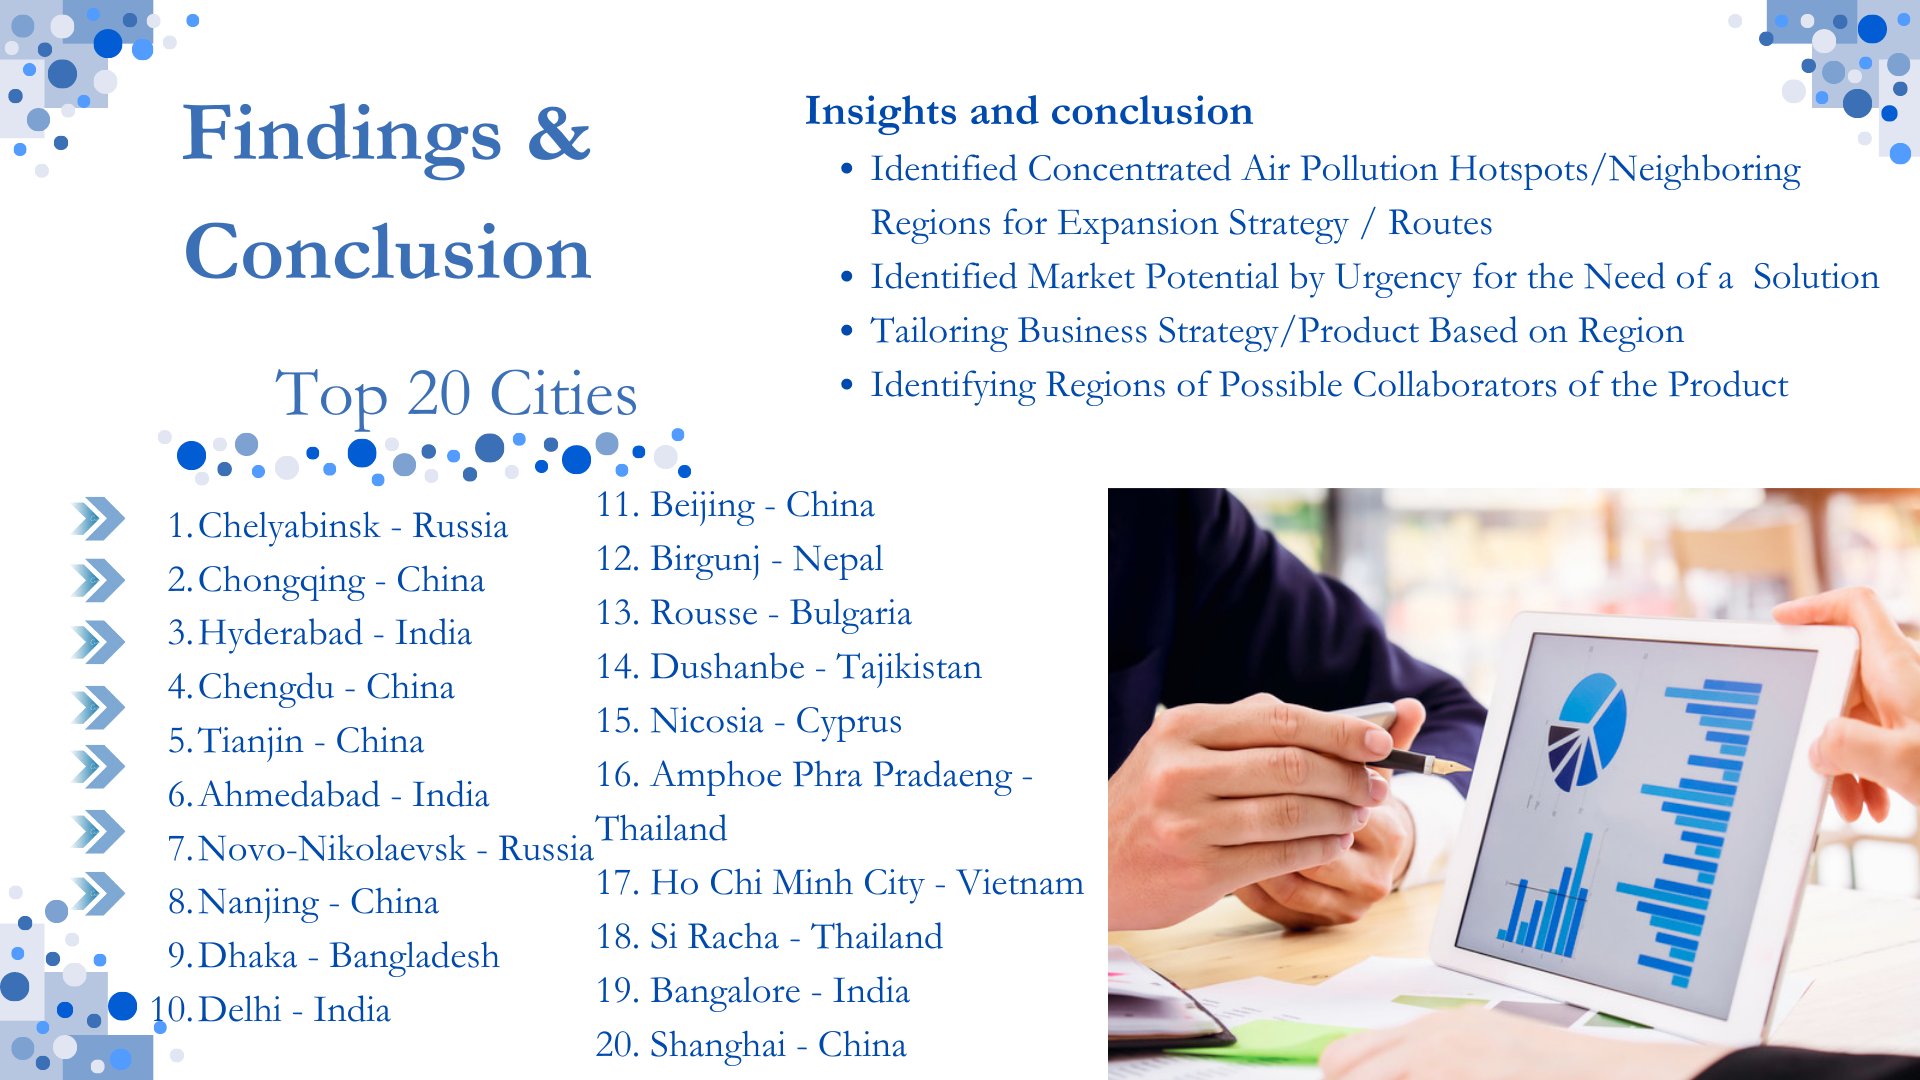 Findings &
Conclusion
Top 20 Cities
1. Chelyabinsk - Russia
2. Chongqing - China
3. Hyderabad - India
4. Chengdu - China
5. Tianjin - China
6. Ahmedabad - India
7. Novo-Nikolaevsk - Russia
8. Nanjing - China
9. Dhaka - Bangladesh
10. Delhi - India
11. Beijing - China
12. Birgunj - Nepal
13. Rousse - Bulgaria
14. Dushanbe - Tajikistan
15. Nicosia - Cyprus
16. Amphoe Phra Pradaeng -
Thailand
17. Ho Chi Minh City - Vietnam
18. Si Racha - Thailand
19. Bangalore - India
20. Shanghai - China
Insights and conclusion
• Identified Concentrated Air Pollution Hotspots/Neighboring
Regions for Expansion Strategy / Routes
• Identified Market Potential by Urgency for the Need of a  Solution
• Tailoring Business Strategy/Product Based on Region
• Identifying Regions of Possible Collaborators of the Product